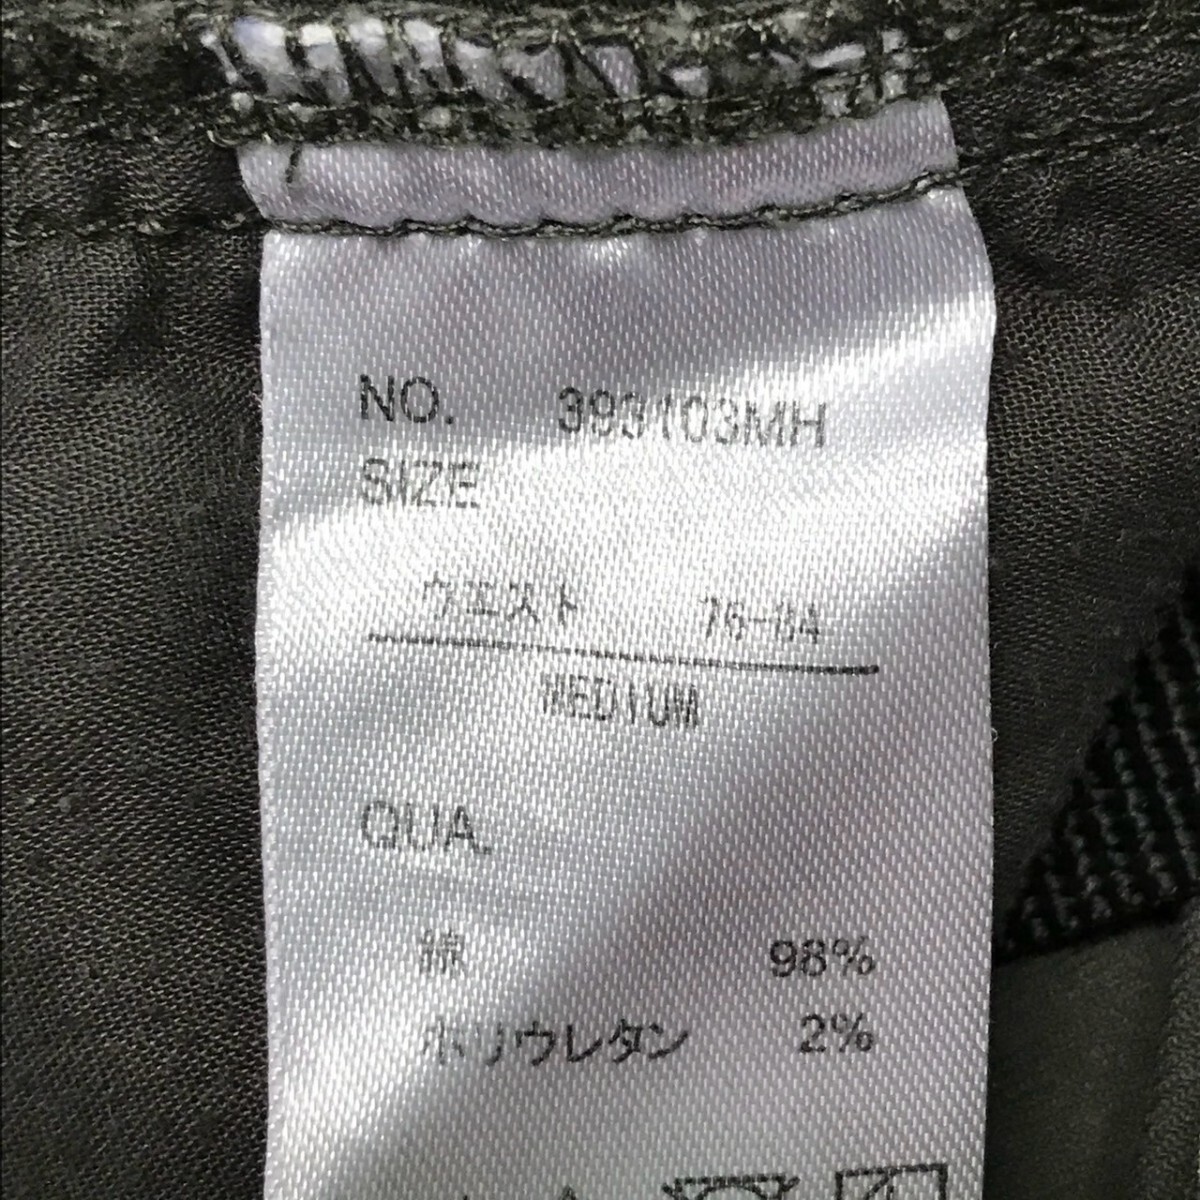 NO. 393103MH
SIZE
ウエスト 76-84
MEDIUM
QUA.
綿 98%
ポリウレタン 2%